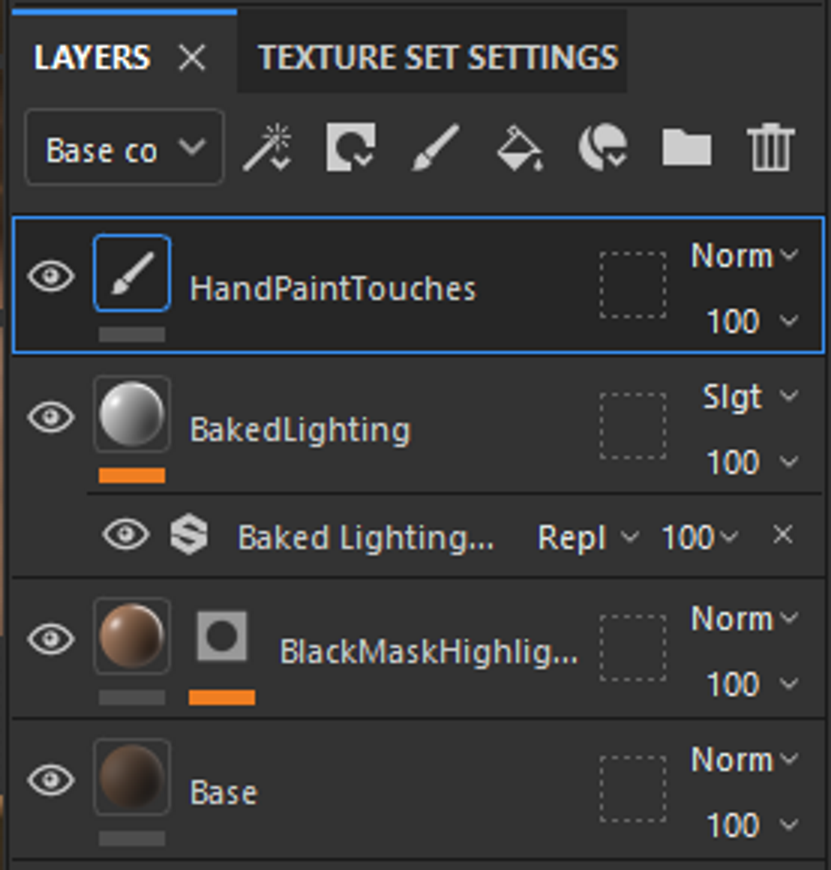 LAYERS TEXTURE SET SETTINGS
Base co
Norm
HandPaintTouches
100
Slgt
BakedLighting
100
Baked Lighting... Repl 100
Norm
BlackMaskHighlig...
100
Norm
Base
100